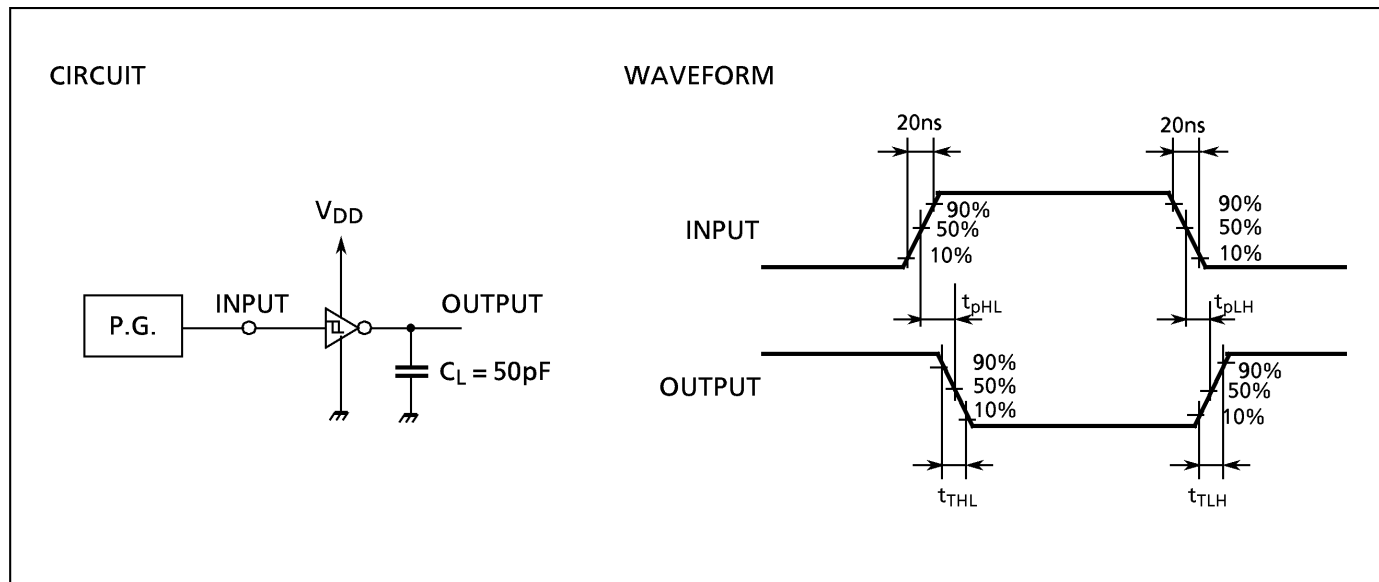 CIRCUIT
WAVEFORM
20ns
20ns
VDD
INPUT
90%
50%
10%
90%
50%
10%
P.G.
INPUT
OUTPUT
CL = 50pF
tpHL
tpLH
OUTPUT
90%
50%
10%
90%
50%
10%
tTHL
tTLH